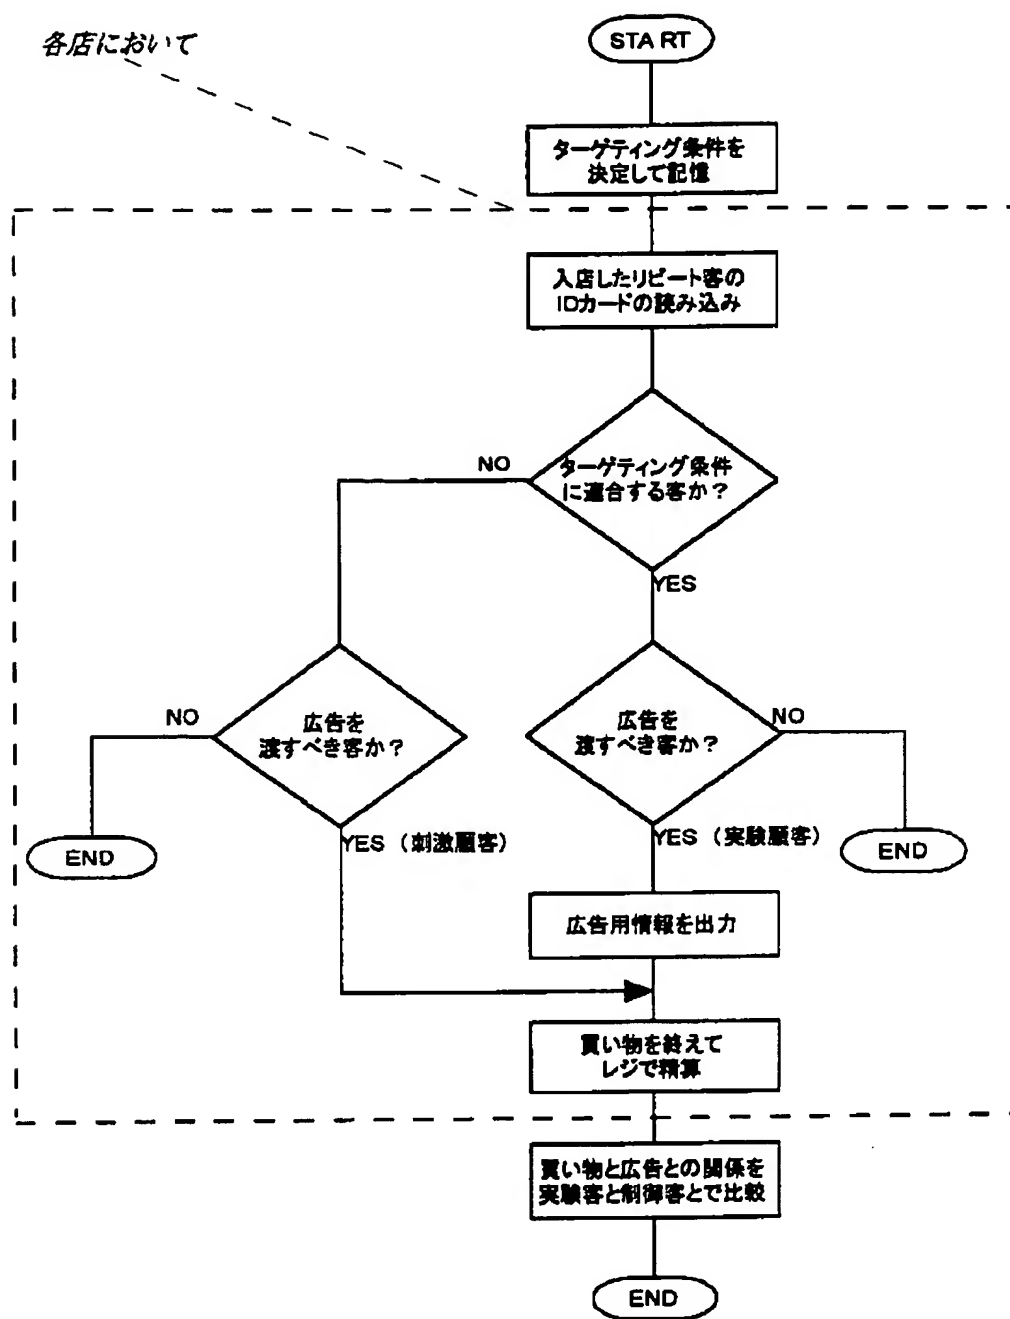 各店において
START
ターゲティング条件を
決定して記憶
入店したリピート客の
IDカードの読み込み
NO
ターゲティング条件
に適合する客か？
YES
NO
広告を
渡すべき客か？
広告を
渡すべき客か？
NO
END
YES（刺激顧客）
YES（実験顧客）
END
広告用情報を出力
買い物を終えて
レジで精算
買い物と広告との関係を
実験客と制御客とで比較
END